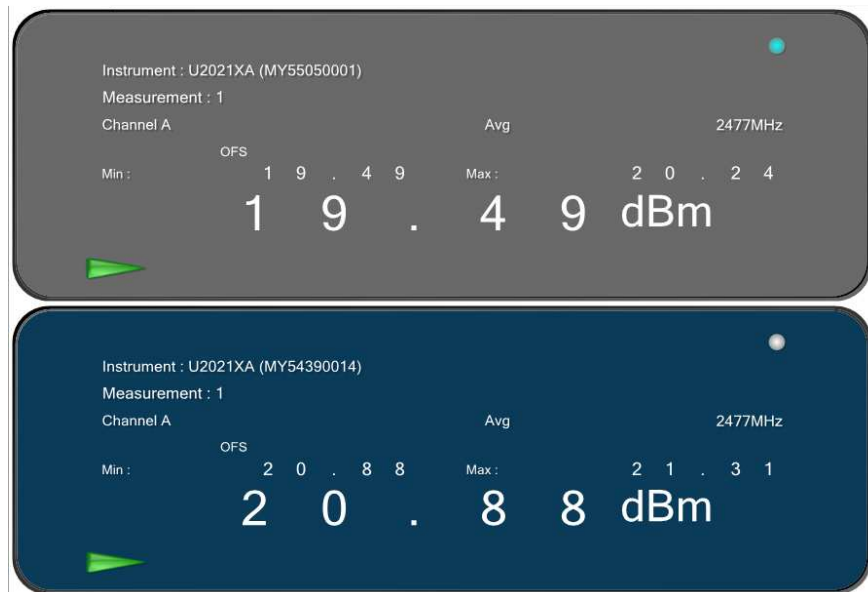 Instrument : U2021XA (MY55050001)
Measurement : 1
Channel A Avg 2477MHz
OFS
Min : 19.49 Max : 20.24
19.49 dBm
Instrument : U2021XA (MY54390014)
Measurement : 1
Channel A Avg 2477MHz
OFS
Min : 20.88 Max : 21.31
20.88 dBm